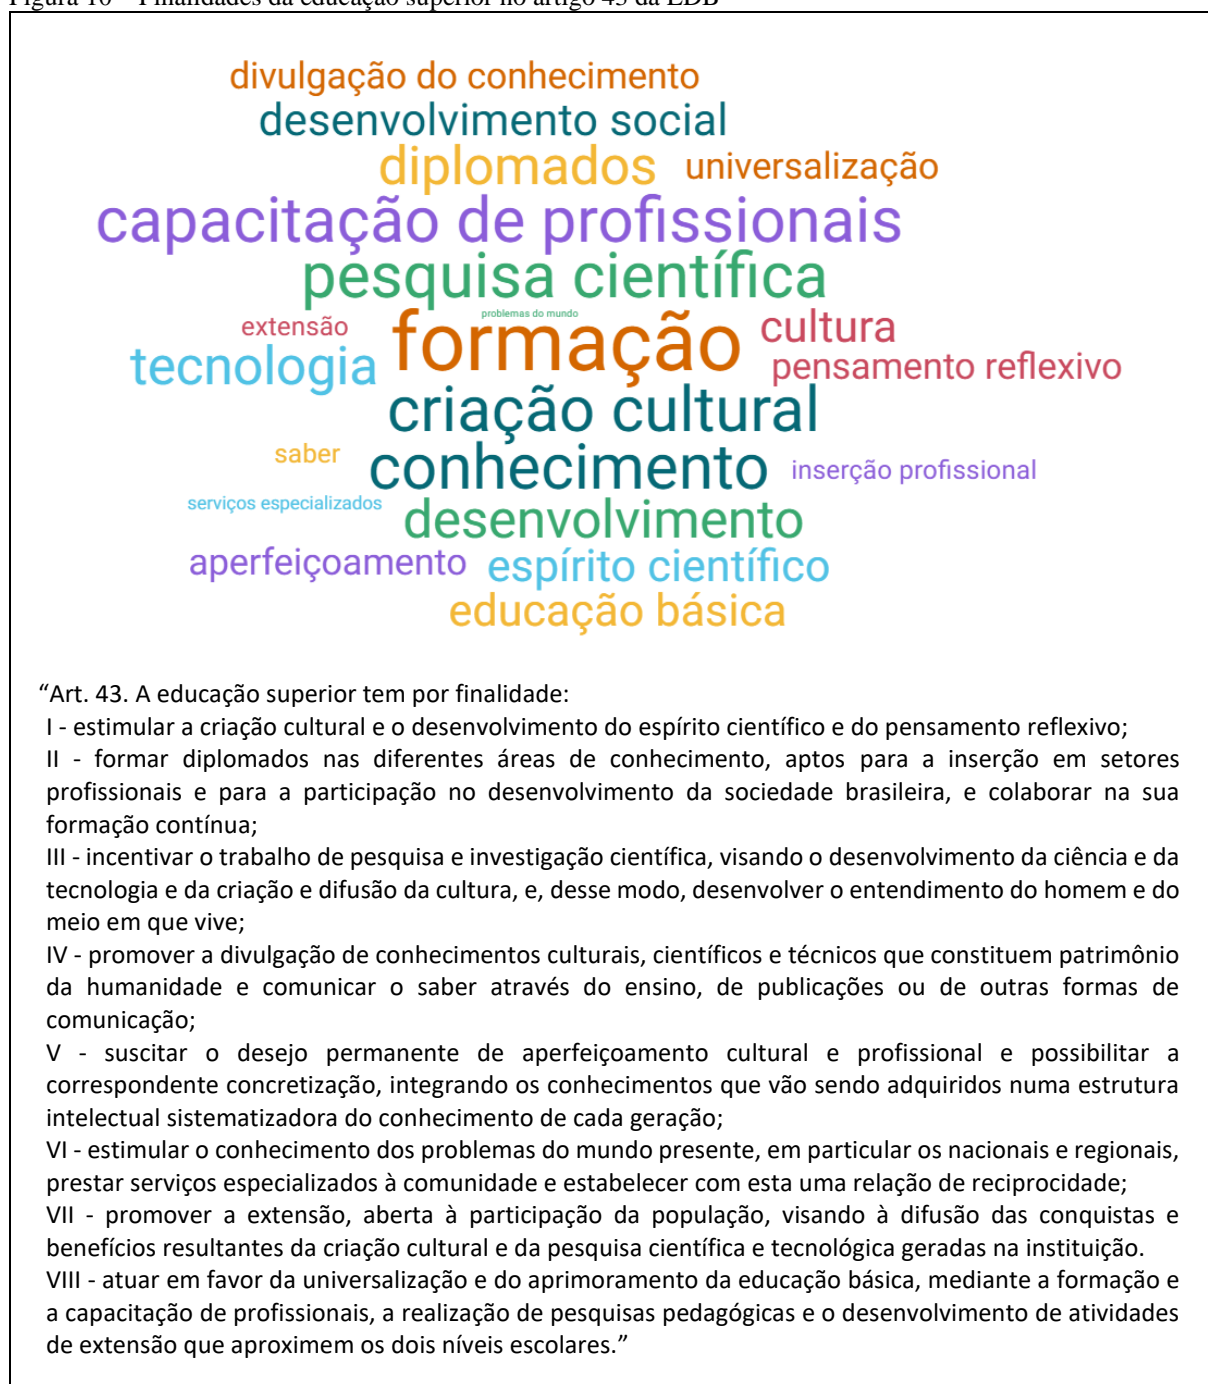 Figura 10 – Finalidades da educação superior no artigo 43 da LDB
divulgação do conhecimento
desenvolvimento social
diplomados universalização
capacitação de profissionais
pesquisa científica
problemas do mundo
extensão formação cultura
tecnologia pensamento reflexivo
criação cultural
saber conhecimento inserção profissional
serviços especializados desenvolvimento
aperfeiçoamento espírito científico
educação básica
“Art. 43. A educação superior tem por finalidade:
I - estimular a criação cultural e o desenvolvimento do espírito científico e do pensamento reflexivo;
II - formar diplomados nas diferentes áreas de conhecimento, aptos para a inserção em setores
profissionais e para a participação no desenvolvimento da sociedade brasileira, e colaborar na sua
formação contínua;
III - incentivar o trabalho de pesquisa e investigação científica, visando o desenvolvimento da ciência e da
tecnologia e da criação e difusão da cultura, e, desse modo, desenvolver o entendimento do homem e do
meio em que vive;
IV - promover a divulgação de conhecimentos culturais, científicos e técnicos que constituem patrimônio
da humanidade e comunicar o saber através do ensino, de publicações ou de outras formas de
comunicação;
V - suscitar o desejo permanente de aperfeiçoamento cultural e profissional e possibilitar a
correspondente concretização, integrando os conhecimentos que vão sendo adquiridos numa estrutura
intelectual sistematizadora do conhecimento de cada geração;
VI - estimular o conhecimento dos problemas do mundo presente, em particular os nacionais e regionais,
prestar serviços especializados à comunidade e estabelecer com esta uma relação de reciprocidade;
VII - promover a extensão, aberta à participação da população, visando à difusão das conquistas e
benefícios resultantes da criação cultural e da pesquisa científica e tecnológica geradas na instituição.
VIII - atuar em favor da universalização e do aprimoramento da educação básica, mediante a formação e
a capacitação de profissionais, a realização de pesquisas pedagógicas e o desenvolvimento de atividades
de extensão que aproximem os dois níveis escolares.”